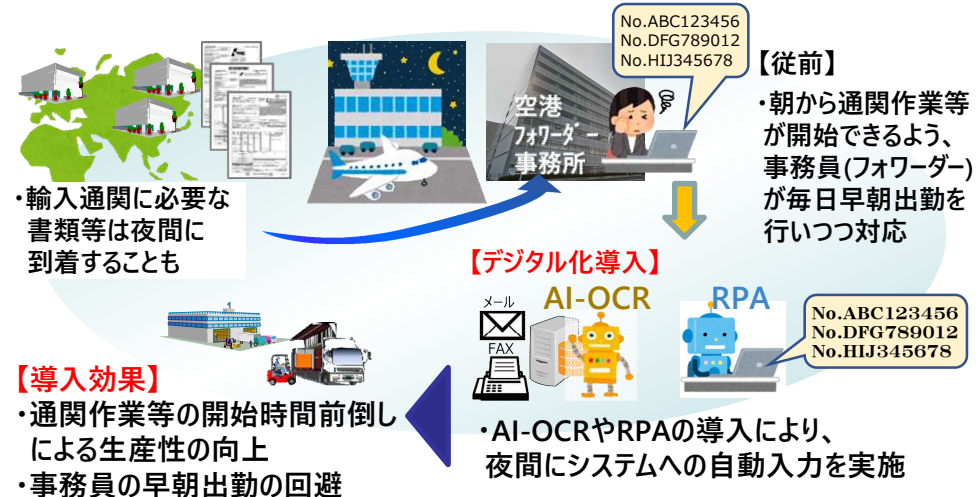 No.ABC123456
No.DFG789012
No.HIJ345678
【従前】
・朝から通関作業等
が開始できるよう、
事務員(フォワーダー)
が毎日早朝出勤を
行いつつ対応
空港
フォワーダー
事務所
・輸入通関に必要な
書類等は夜間に
到着することも
【デジタル化導入】
メール
AI-OCR
RPA
FAX
No.ABC123456
No.DFG789012
No.HIJ345678
・AI-OCRやRPAの導入により、
夜間にシステムへの自動入力を実施
【導入効果】
・通関作業等の開始時間前倒し
による生産性の向上
・事務員の早朝出勤の回避